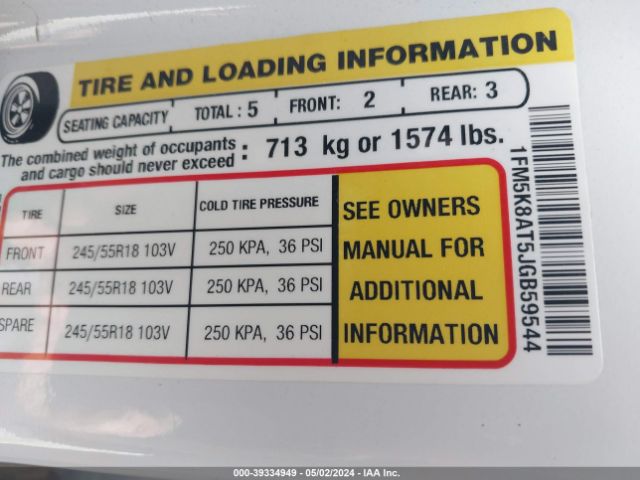 TIRE AND LOADING INFORMATION
SEATING CAPACITY TOTAL : 5 FRONT: 2 REAR: 3
The combined weight of occupants and cargo should never exceed : 713 kg or 1574 lbs.
TIRE SIZE COLD TIRE PRESSURE
FRONT 245/55R18 103V 250 KPA, 36 PSI
REAR 245/55R18 103V 250 KPA, 36 PSI
SPARE 245/55R18 103V 250 KPA, 36 PSI
SEE OWNERS
MANUAL FOR
ADDITIONAL
INFORMATION
1FM5K8AT5JGB59544
000-39334949 - 05/02/2024 - IAA Inc.